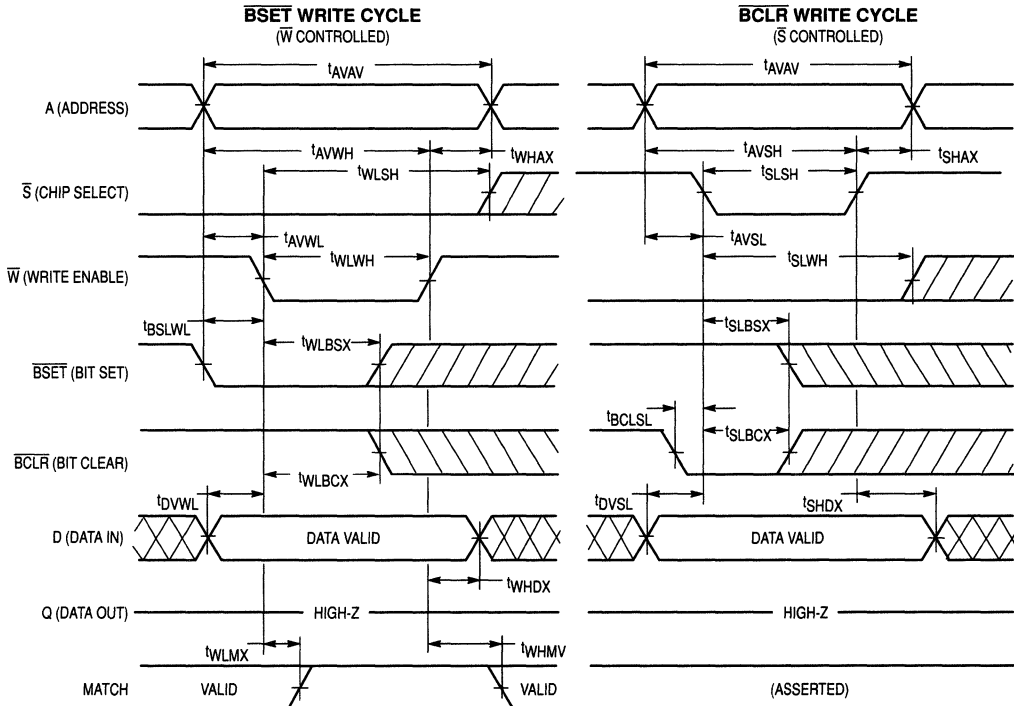 BSET WRITE CYCLE
(W CONTROLLED)
BCLR WRITE CYCLE
(S CONTROLLED)
tAVAV
tAVAV
A (ADDRESS)
tAVWH
tWHAX
tAVSH
tSHAX
tWLSH
tSLSH
S (CHIP SELECT)
tAVWL
tAVSL
tWLWH
tSLWH
W (WRITE ENABLE)
tBSLWL
tWLBSX
tSLBSX
BSET (BIT SET)
tBCLSL
tSLBCX
BCLR (BIT CLEAR)
tWLBCX
tDVWL
tDVSL
tSHDX
D (DATA IN)
DATA VALID
DATA VALID
tWHDX
Q (DATA OUT)
HIGH-Z
HIGH-Z
tWLMX
tWHMV
MATCH
VALID
VALID
(ASSERTED)